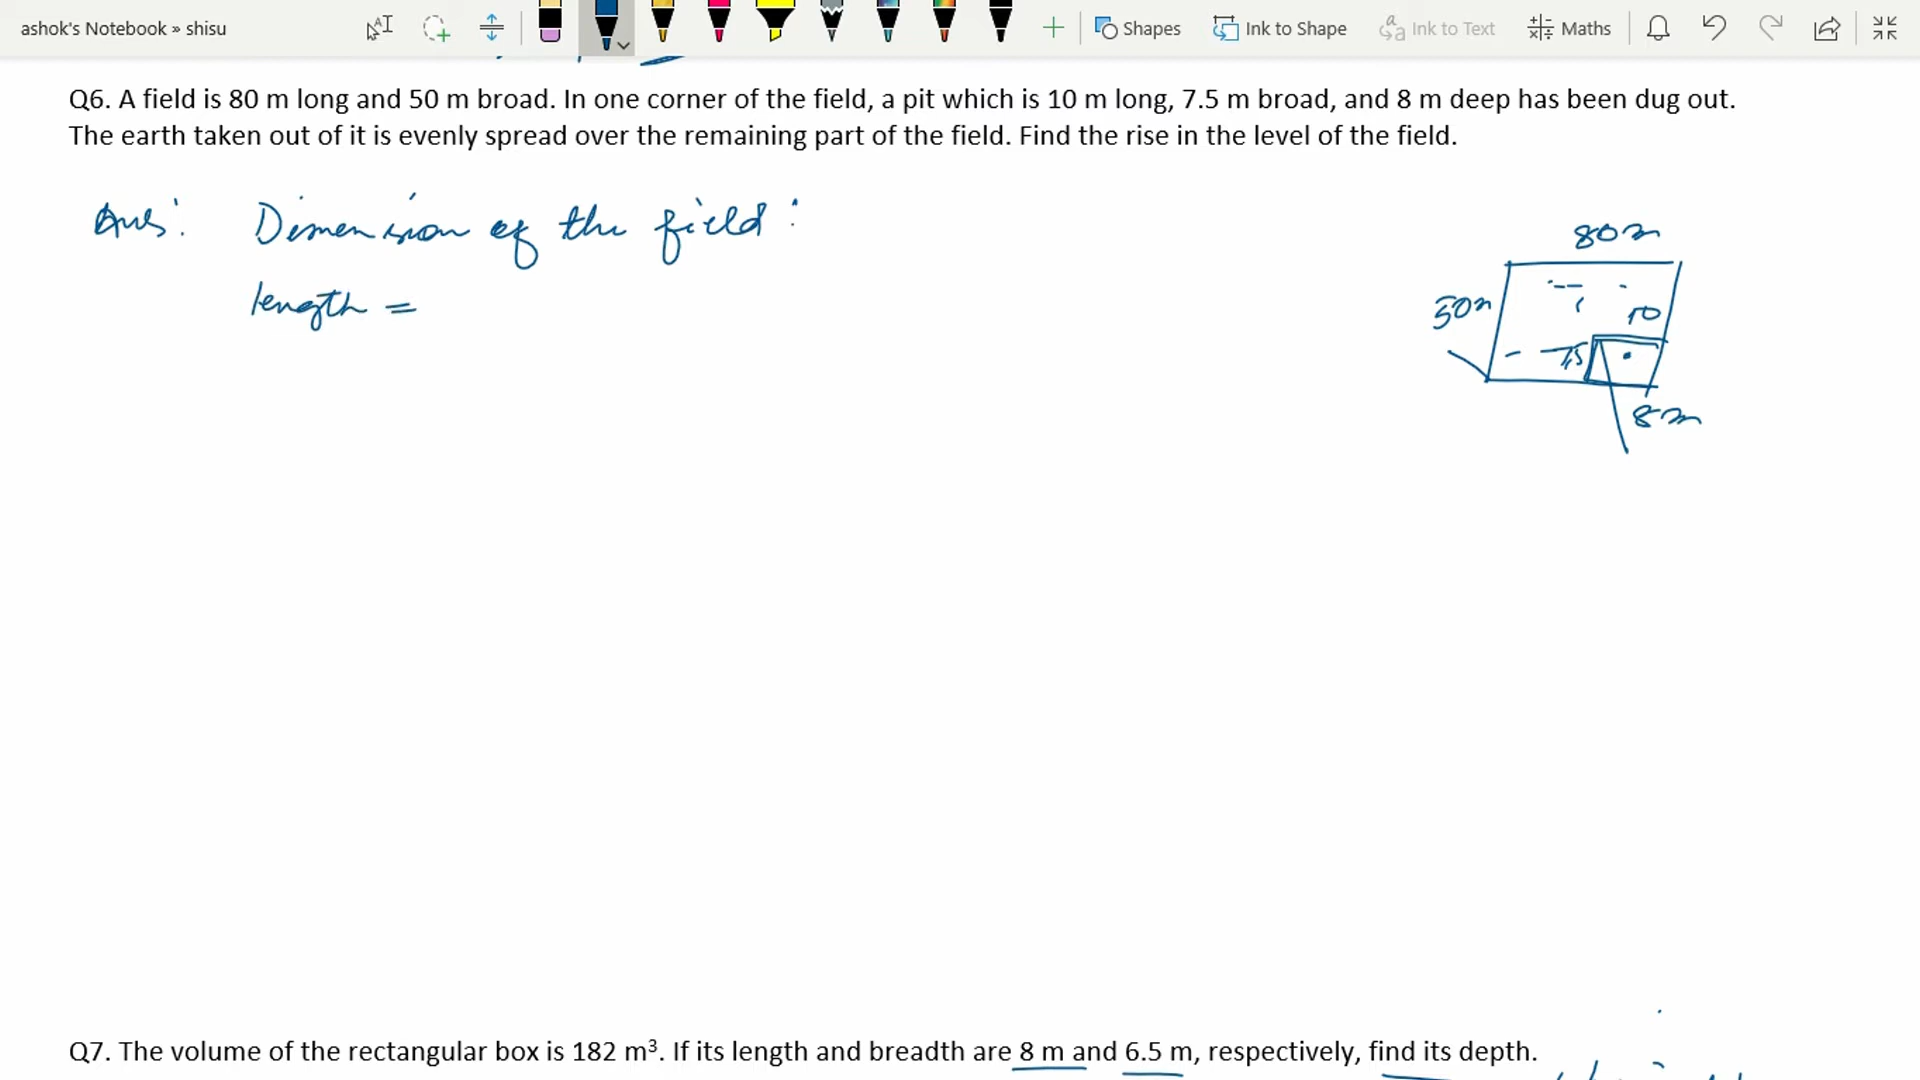 ashok's Notebook » shisu
Shapes Ink to Shape Ink to Text Maths
Q6. A field is 80 m long and 50 m broad. In one corner of the field, a pit which is 10 m long, 7.5 m broad, and 8 m deep has been dug out.
The earth taken out of it is evenly spread over the remaining part of the field. Find the rise in the level of the field.
Ans: Dimension of the field:
80m
length =
50m
10
7.5
8m
Q7. The volume of the rectangular box is 182 m³. If its length and breadth are 8 m and 6.5 m, respectively, find its depth.